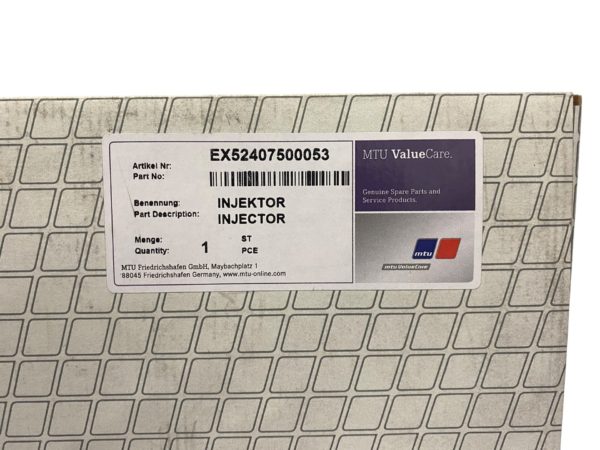 Artikel Nr: EX52407500053
Part No:
Benennung: INJEKTOR
Part Description: INJECTOR
Menge: ST
Quantity: 1 PCE
MTU Friedrichshafen GmbH, Maybachplatz 1
88045 Friedrichshafen Germany, www.mtu-online.com
MTU ValueCare.
Genuine Spare Parts and
Service Products.
mtu
mtu ValueCare